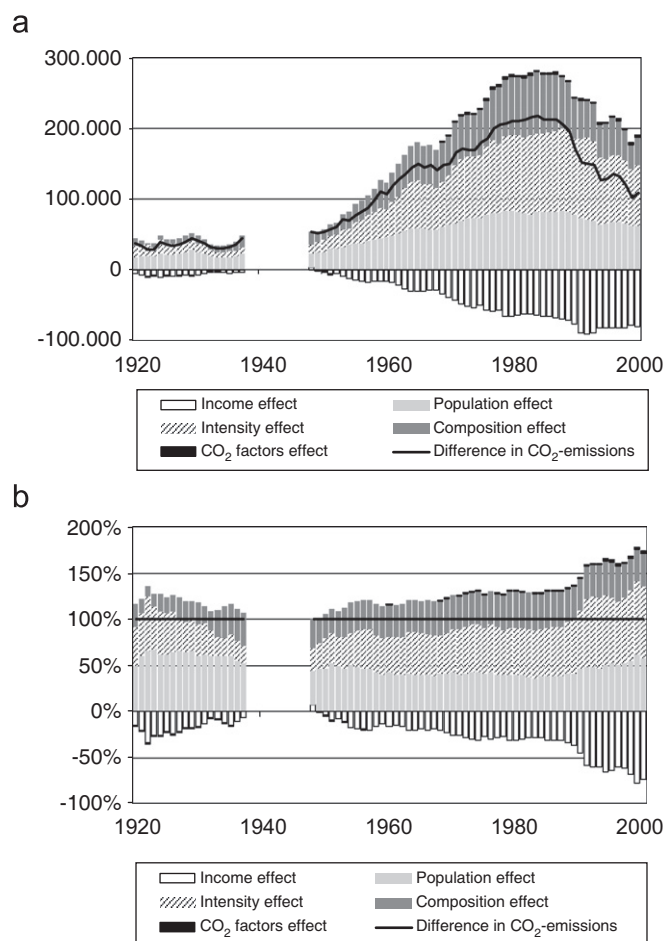 a
300.000
200.000
100.000
0
-100.000
1920 1940 1960 1980 2000
Income effect Population effect
Intensity effect Composition effect
CO2 factors effect Difference in CO2-emissions
b
200%
150%
100%
50%
0%
-50%
-100%
1920 1940 1960 1980 2000
Income effect Population effect
Intensity effect Composition effect
CO2 factors effect Difference in CO2-emissions